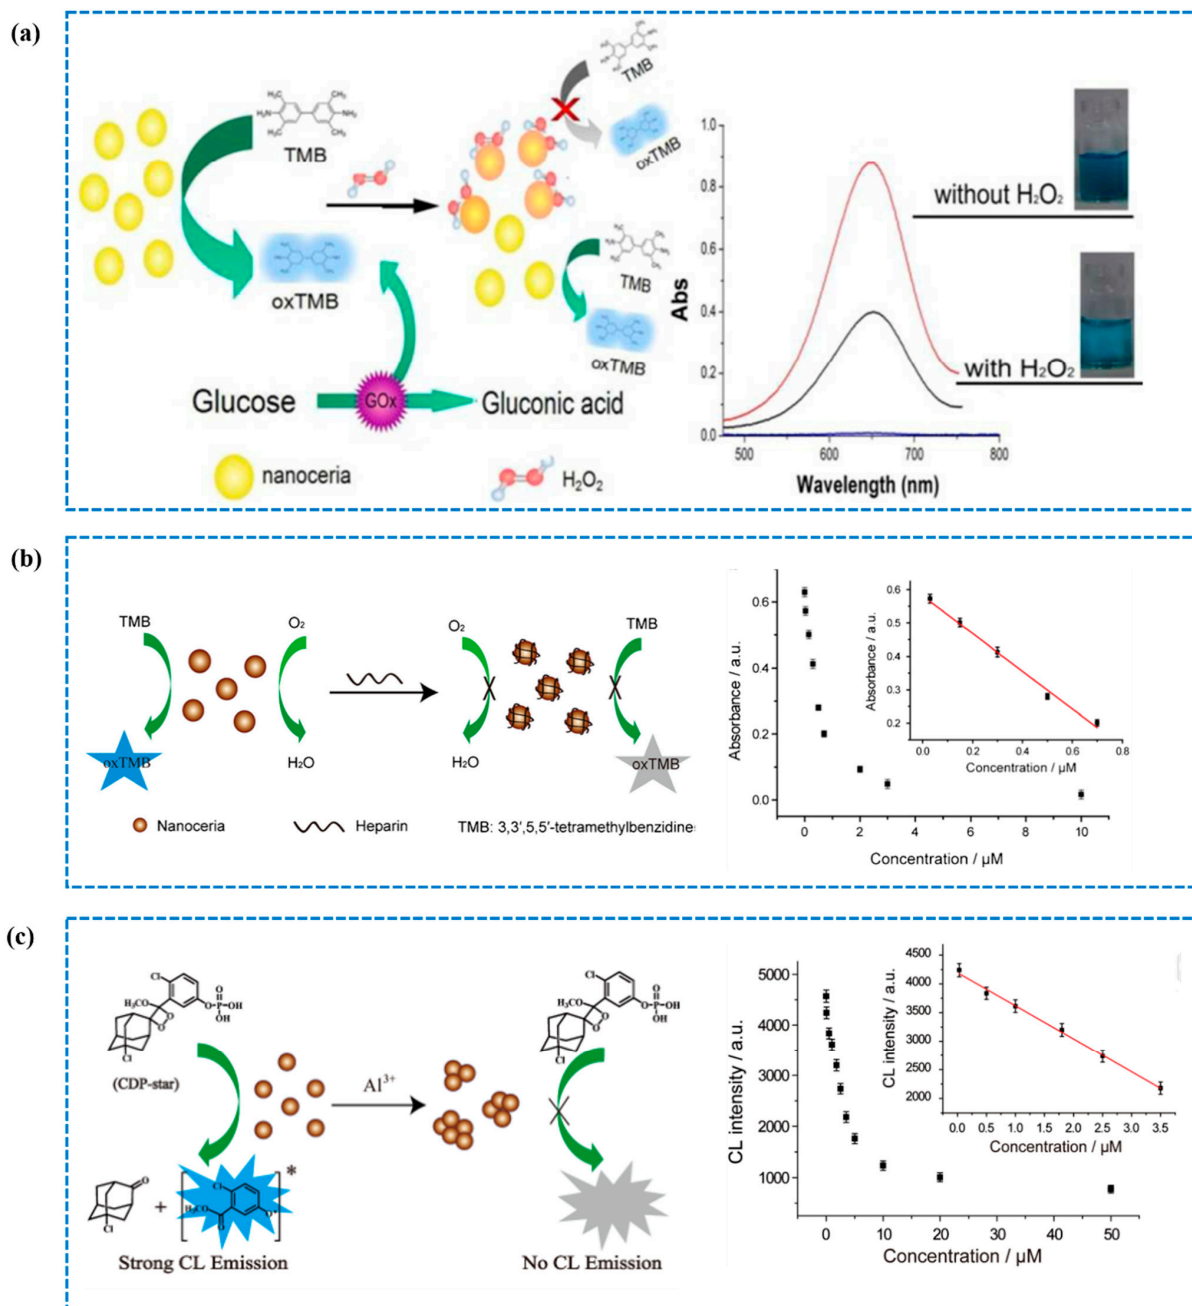 (a)
TMB
oxTMB
TMB
oxTMB
TMB
oxTMB
Glucose
GOx
Gluconic acid
nanoceria
H₂O₂
Abs
1.0
0.8
0.6
0.4
0.2
0.0
500
600
700
800
Wavelength (nm)
without H₂O₂
with H₂O₂
(b)
TMB
O₂
oxTMB
H₂O
O₂
TMB
H₂O
oxTMB
Nanoceria
Heparin
TMB: 3,3',5,5'-tetramethylbenzidine
Absorbance / a.u.
0.6
0.4
0.2
0.0
0
2
4
6
8
10
Concentration / µM
Absorbance / a.u.
0.6
0.5
0.4
0.3
0.2
0.0
0.2
0.4
0.6
0.8
Concentration / µM
(c)
Cl
H₃CO
O
O
O
O-P-OH
OH
Cl
(CDP-star)
Al³⁺
Cl
H₃CO
O
O
O
O-P-OH
OH
Cl
O
Cl
+
Cl
H₃CO
O
*
Strong CL Emission
No CL Emission
CL intensity / a.u.
5000
4000
3000
2000
1000
0
10
20
30
40
50
Concentration / µM
CL intensity / a.u.
4500
4000
3500
3000
2500
2000
0.0
0.5
1.0
1.5
2.0
2.5
3.0
3.5
Concentration / µM